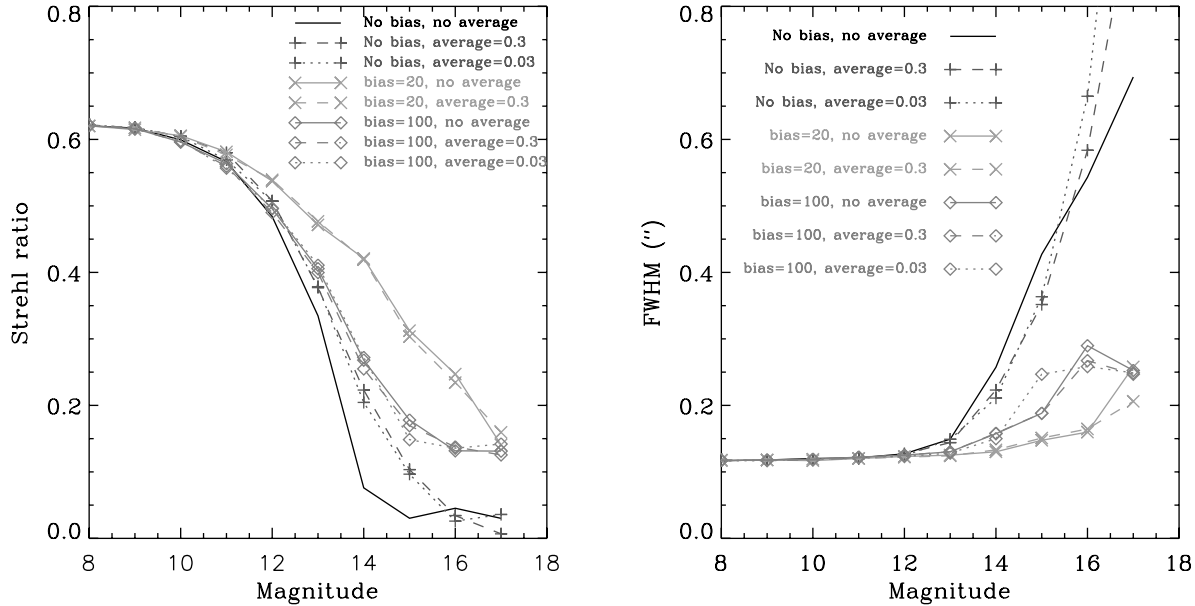 No bias, no average
No bias, average=0.3
No bias, average=0.03
bias=20, no average
bias=20, average=0.3
bias=100, no average
bias=100, average=0.3
bias=100, average=0.03
0.8
0.6
0.4
0.2
0.0
Strehl ratio
8 10 12 14 16 18
Magnitude
No bias, no average
No bias, average=0.3
No bias, average=0.03
bias=20, no average
bias=20, average=0.3
bias=100, no average
bias=100, average=0.3
bias=100, average=0.03
0.8
0.6
0.4
0.2
0.0
FWHM ('')
8 10 12 14 16 18
Magnitude